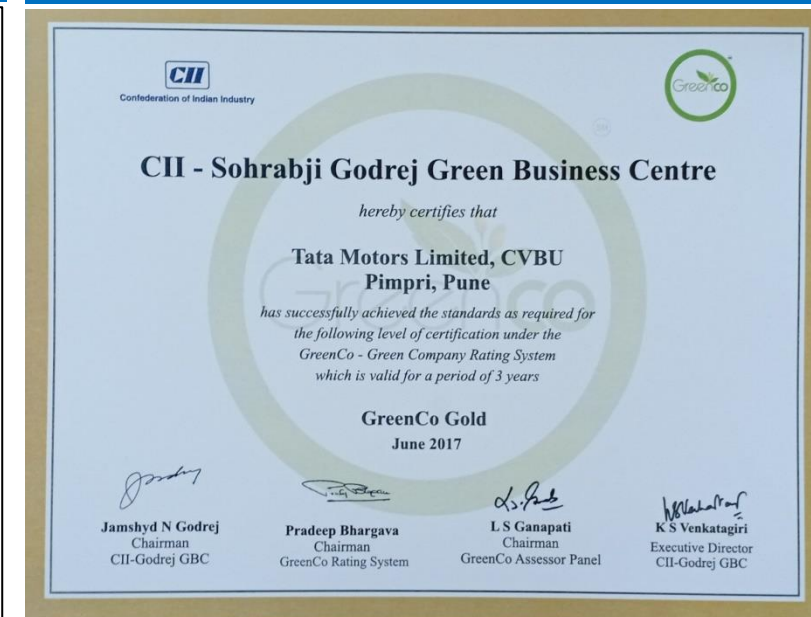 CII
Confederation of Indian Industry
Greenco
CII - Sohrabji Godrej Green Business Centre
hereby certifies that
Tata Motors Limited, CVBU
Pimpri, Pune
has successfully achieved the standards as required for
the following level of certification under the
GreenCo - Green Company Rating System
which is valid for a period of 3 years
Greenco
GreenCo Gold
June 2017
Jamshyd N Godrej
Chairman
CII-Godrej GBC
Pradeep Bhargava
Chairman
GreenCo Rating System
L S Ganapati
Chairman
GreenCo Assessor Panel
K S Venkatagiri
Executive Director
CII-Godrej GBC